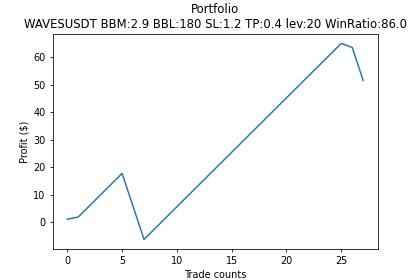 Portfolio
WAVESUSDT BBM:2.9 BBL:180 SL:1.2 TP:0.4 lev:20 WinRatio:86.0
60
50
40
30
20
10
0
Profit ($)
0 5 10 15 20 25
Trade counts